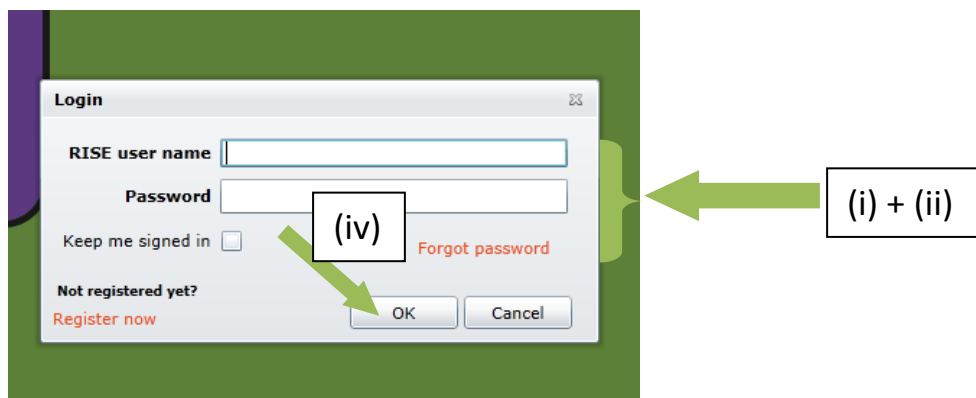 Login
RISE user name
Password
(i) + (ii)
(iv)
Keep me signed in
Forgot password
Not registered yet?
Register now
OK Cancel